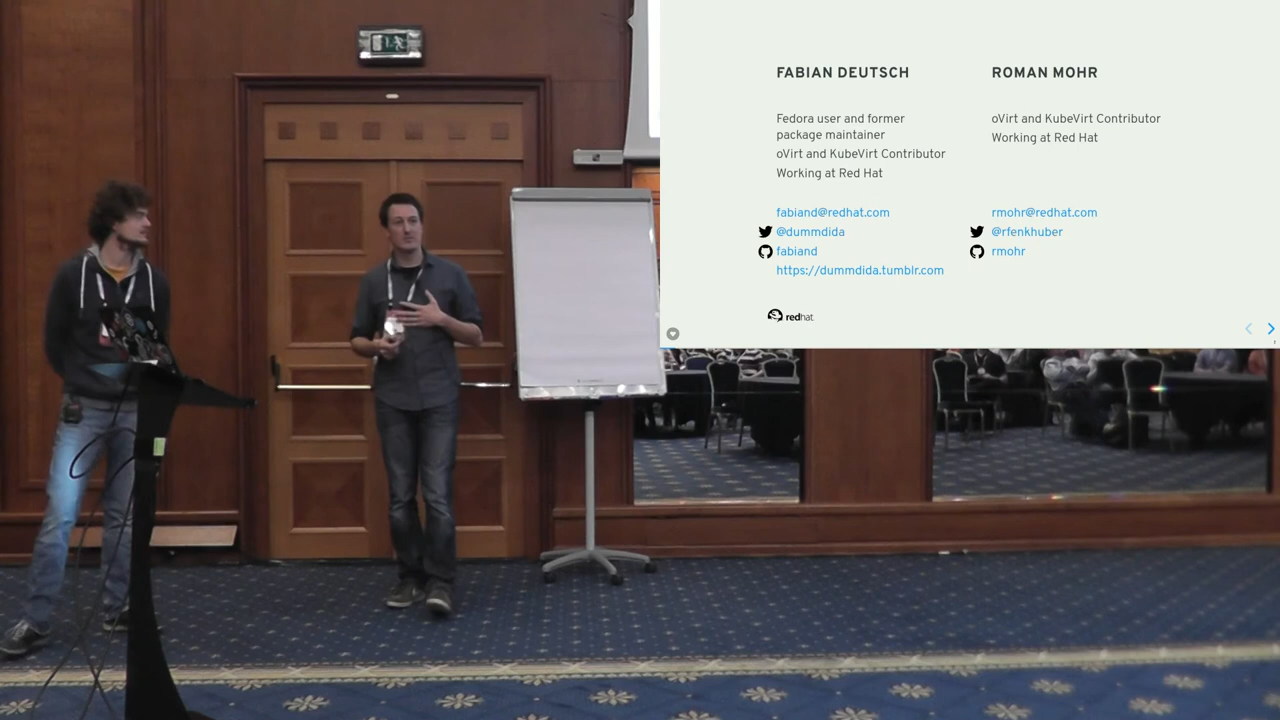 FABIAN DEUTSCH
Fedora user and former
package maintainer
oVirt and KubeVirt Contributor
Working at Red Hat
fabiand@redhat.com
@dummdida
fabiand
https://dummdida.tumblr.com
ROMAN MOHR
oVirt and KubeVirt Contributor
Working at Red Hat
rmohr@redhat.com
@rfenkhuber
rmohr
redhat